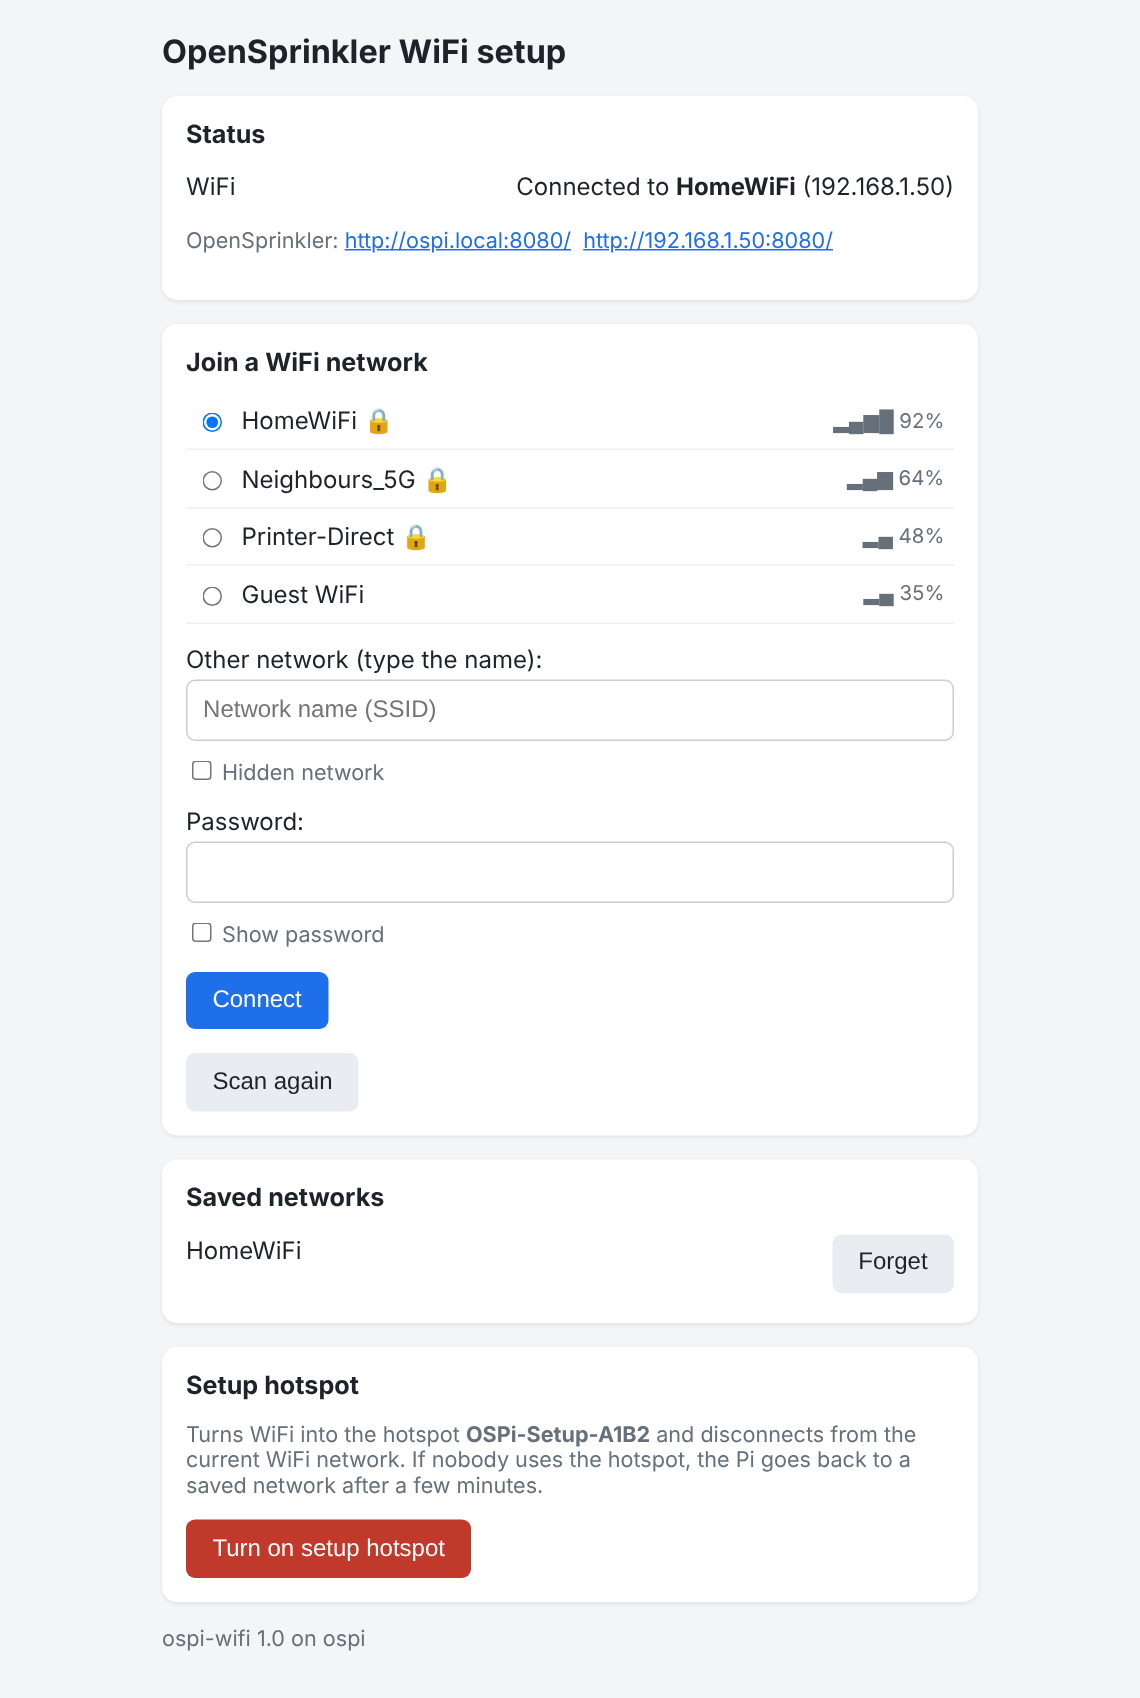 OpenSprinkler WiFi setup
Status
WiFi Connected to HomeWiFi (192.168.1.50)
OpenSprinkler: http://ospi.local:8080/ http://192.168.1.50:8080/
Join a WiFi network
HomeWiFi 🔒 ▂▄▆█ 92%
Neighbours_5G 🔒 ▂▄▆ 64%
Printer-Direct 🔒 ▂▄ 48%
Guest WiFi ▂▄ 35%
Other network (type the name):
Network name (SSID)
Hidden network
Password:
Show password
Connect
Scan again
Saved networks
HomeWiFi Forget
Setup hotspot
Turns WiFi into the hotspot OSPi-Setup-A1B2 and disconnects from the
current WiFi network. If nobody uses the hotspot, the Pi goes back to a
saved network after a few minutes.
Turn on setup hotspot
ospi-wifi 1.0 on ospi